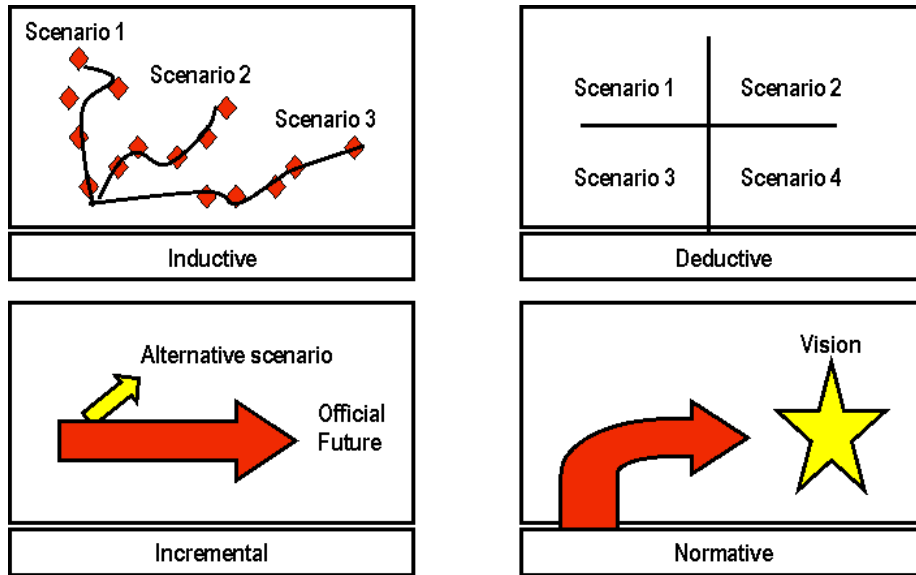 Scenario 1
Scenario 2
Scenario 3
Inductive
Scenario 1
Scenario 2
Scenario 3
Scenario 4
Deductive
Alternative scenario
Official
Future
Incremental
Vision
Normative